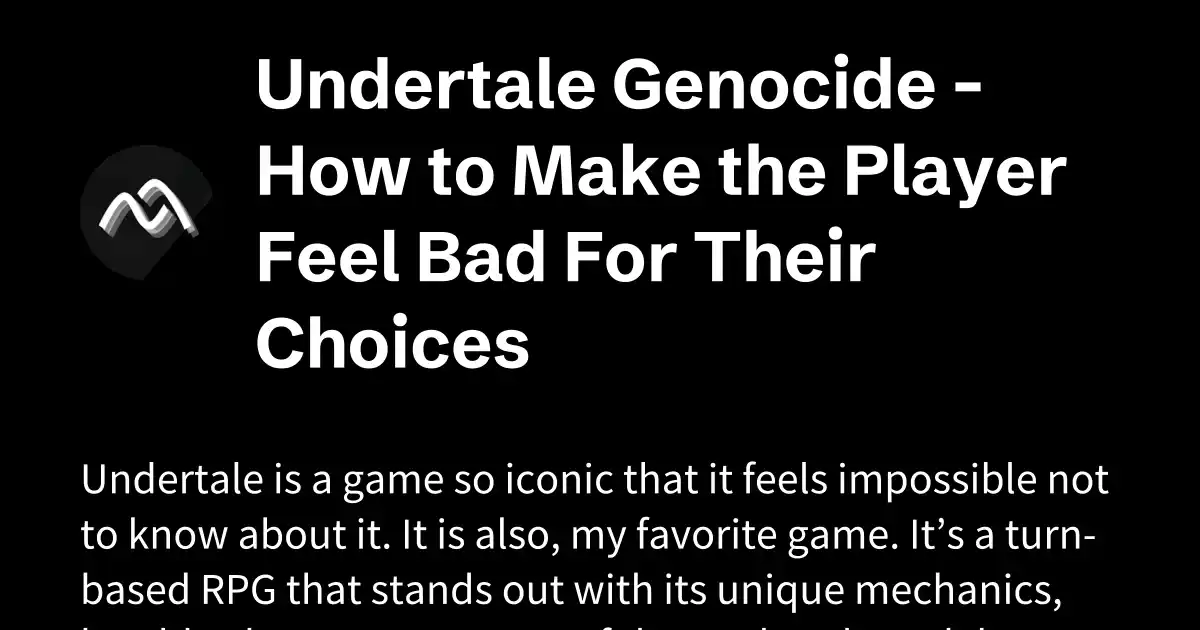 Undertale Genocide -
How to Make the Player
Feel Bad For Their
Choices
Undertale is a game so iconic that it feels impossible not
to know about it. It is also, my favorite game. It’s a turn-
based RPG that stands out with its unique mechanics,